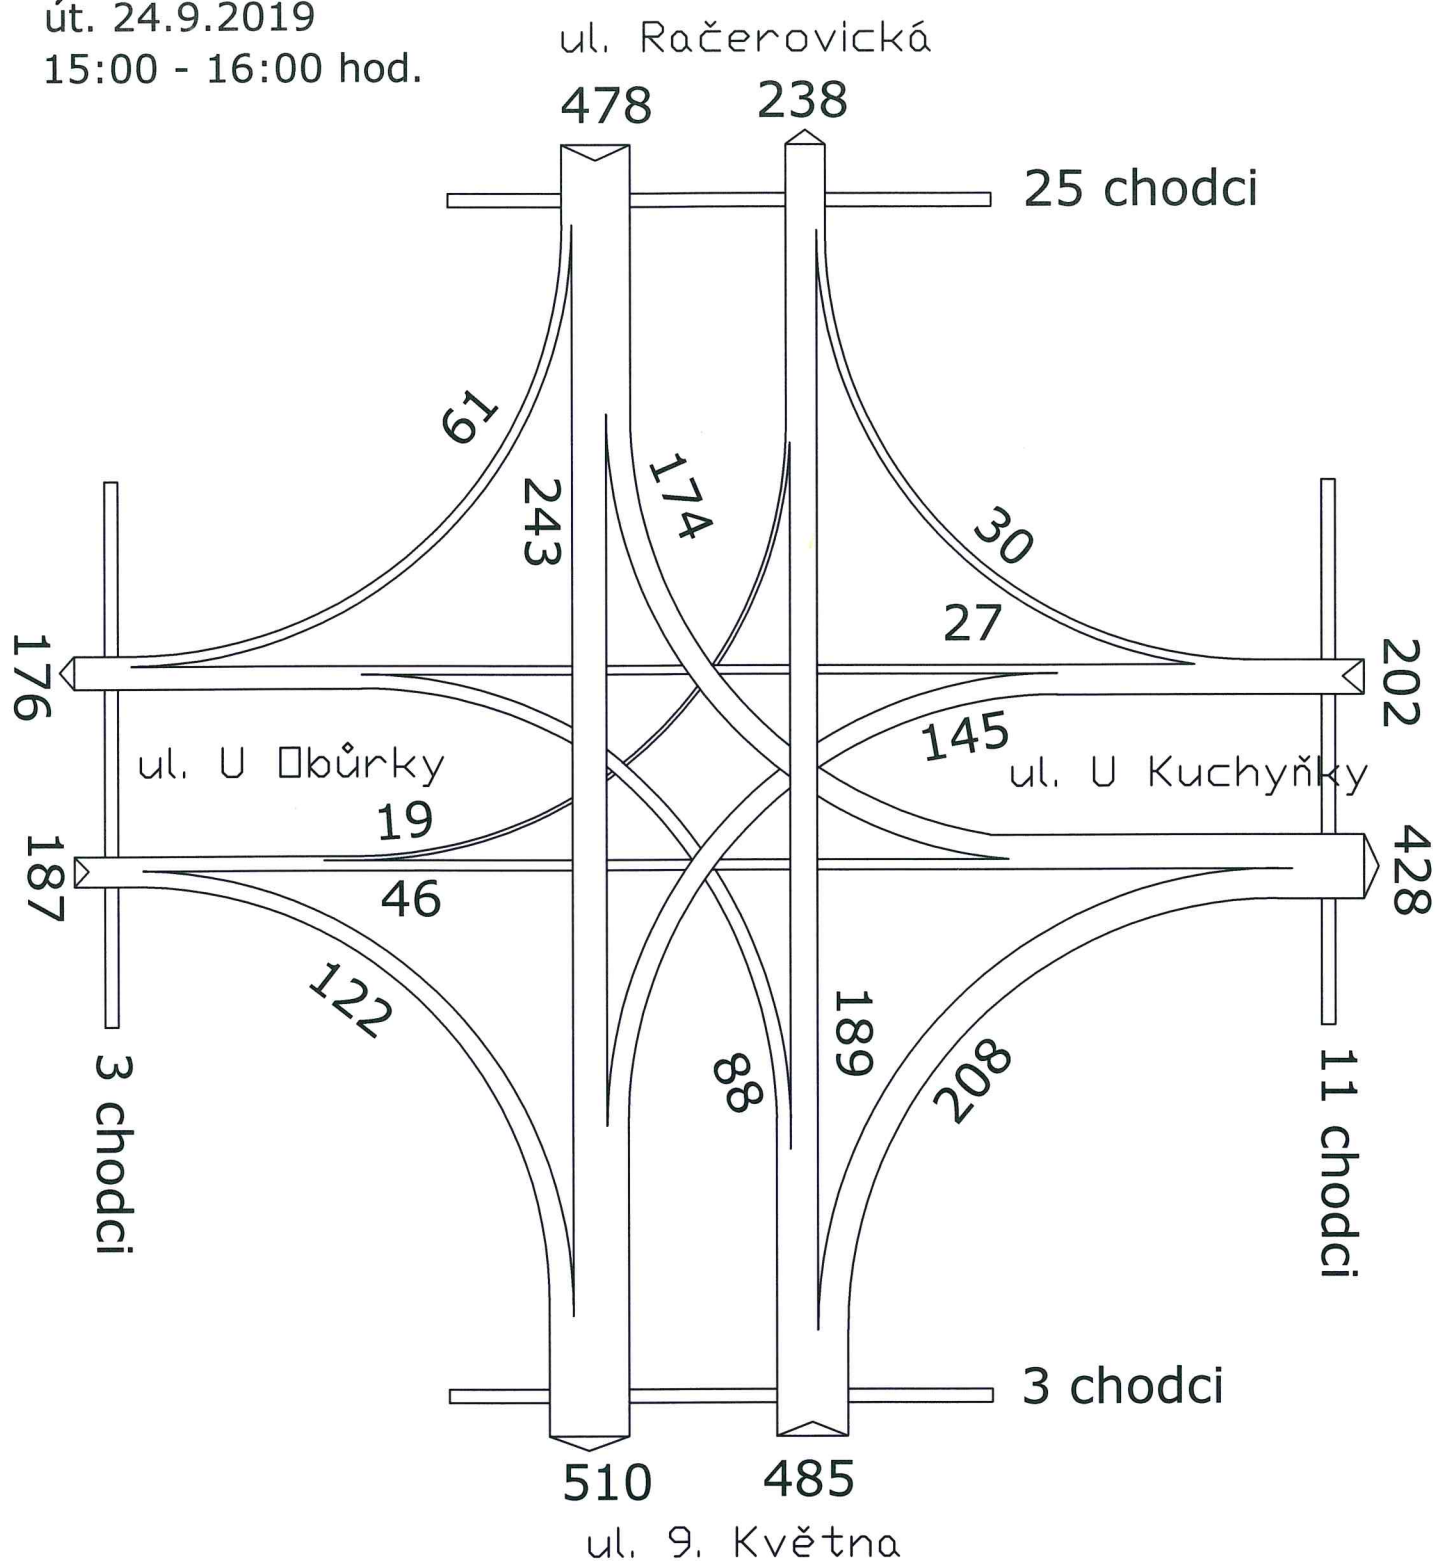 út. 24.9.2019
15:00 - 16:00 hod.
ul. Račerovická
478
238
25 chodci
61
243
174
30
27
176
202
145
ul. U Obůrky
ul. U Kuchyňky
19
187
46
428
122
88
189
208
3 chodci
11 chodci
3 chodci
510
485
ul. 9. Května